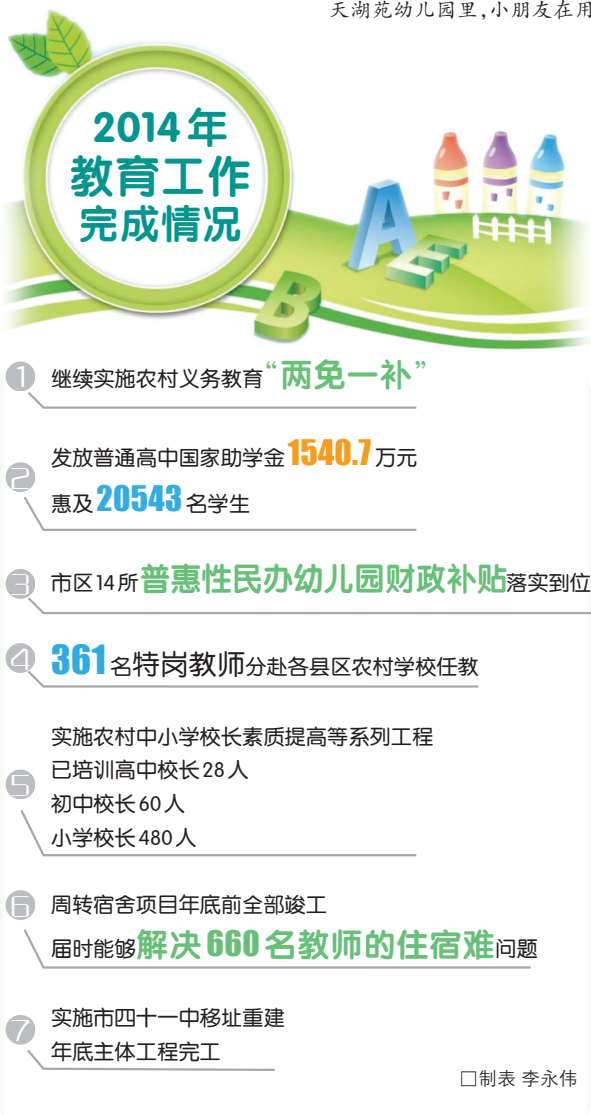 天湖苑幼儿园里,小朋友在用
2014年
教育工作
完成情况
A
E
B
1 继续实施农村义务教育“两免一补”
2 发放普通高中国家助学金1540.7万元
惠及20543名学生
3 市区14所普惠性民办幼儿园财政补贴落实到位
4 361名特岗教师分赴各县区农村学校任教
5 实施农村中小学校长素质提高等系列工程
已培训高中校长28人
初中校长60人
小学校长480人
6 周转宿舍项目年底前全部竣工
届时能够解决660名教师的住宿难问题
7 实施市四十一中移址重建
年底主体工程完工
□制表 李永伟